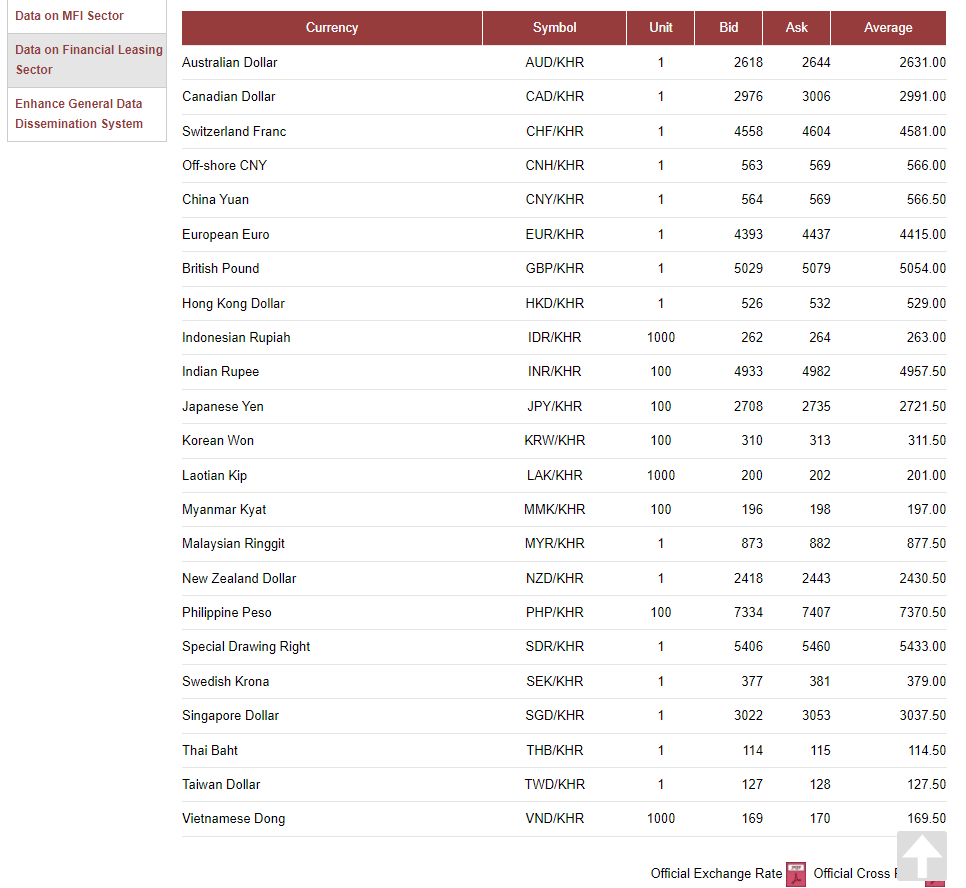 Data on MFI Sector
Data on Financial Leasing
Sector
Enhance General Data
Dissemination System
Currency Symbol Unit Bid Ask Average
Australian Dollar AUD/KHR 1 2618 2644 2631.00
Canadian Dollar CAD/KHR 1 2976 3006 2991.00
Switzerland Franc CHF/KHR 1 4558 4604 4581.00
Off-shore CNY CNH/KHR 1 563 569 566.00
China Yuan CNY/KHR 1 564 569 566.50
European Euro EUR/KHR 1 4393 4437 4415.00
British Pound GBP/KHR 1 5029 5079 5054.00
Hong Kong Dollar HKD/KHR 1 526 532 529.00
Indonesian Rupiah IDR/KHR 1000 262 264 263.00
Indian Rupee INR/KHR 100 4933 4982 4957.50
Japanese Yen JPY/KHR 100 2708 2735 2721.50
Korean Won KRW/KHR 100 310 313 311.50
Laotian Kip LAK/KHR 1000 200 202 201.00
Myanmar Kyat MMK/KHR 100 196 198 197.00
Malaysian Ringgit MYR/KHR 1 873 882 877.50
New Zealand Dollar NZD/KHR 1 2418 2443 2430.50
Philippine Peso PHP/KHR 100 7334 7407 7370.50
Special Drawing Right SDR/KHR 1 5406 5460 5433.00
Swedish Krona SEK/KHR 1 377 381 379.00
Singapore Dollar SGD/KHR 1 3022 3053 3037.50
Thai Baht THB/KHR 1 114 115 114.50
Taiwan Dollar TWD/KHR 1 127 128 127.50
Vietnamese Dong VND/KHR 1000 169 170 169.50
Official Exchange Rate Official Cross